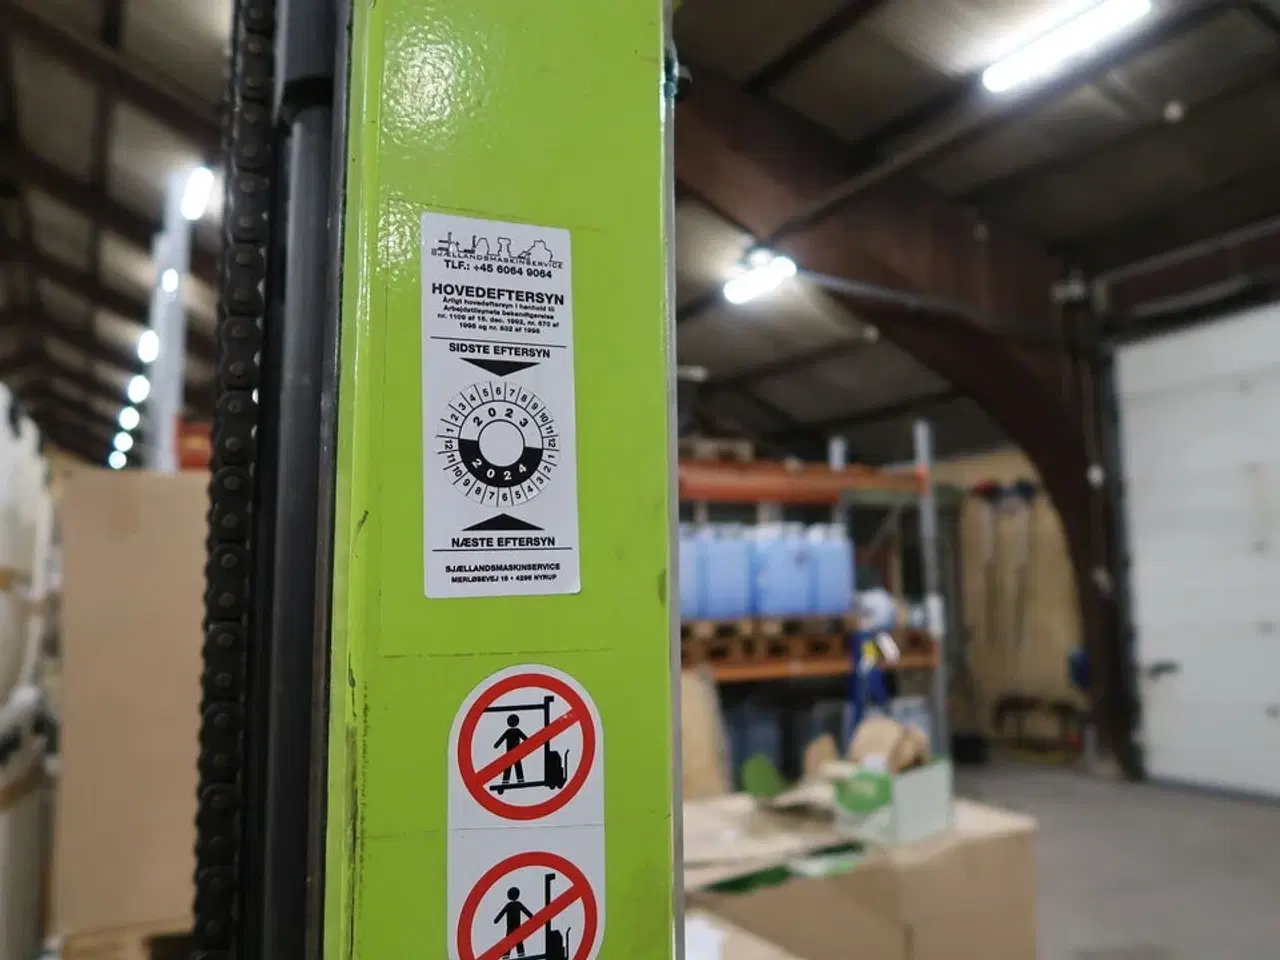 SJÆLLANDSMASKINSERVICE
TLF.: +45 6064 9064
HOVEDEFTERSYN
Årligt hovedeftersyn i henhold til
Arbejdstilsynets bekendtgørelse
nr. 1109 af 15. dec. 1992, nr. 670 af
1995 og nr. 832 af 1998
SIDSTE EFTERSYN
1 2 3 4 5 6 7 8 9 10 11 12
2023
2024
12 11 10 9 8 7 6 5 4 3 2 1
NÆSTE EFTERSYN
SJÆLLANDSMASKINSERVICE
MERLØSEVEJ 15 • 4296 NYRUP